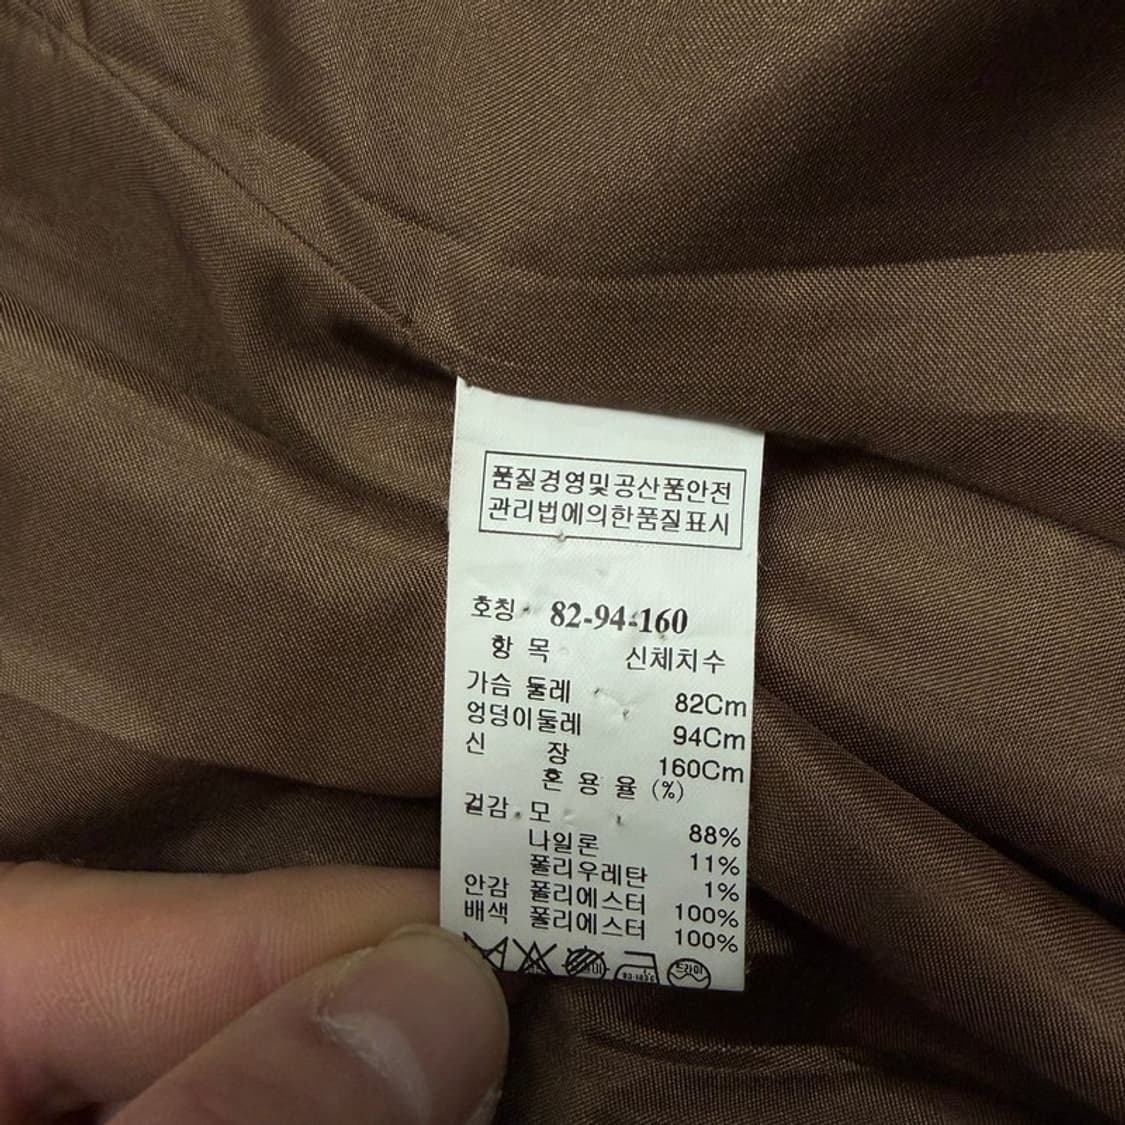 품질경영및공산품안전
관리법에의한품질표시
호칭 82-94-160
항 목 신체치수
가슴 둘레 82Cm
엉덩이둘레 94Cm
신 장 160Cm
혼 용 율 (%)
겉감 모 88%
나일론 11%
폴리우레탄 1%
안감 폴리에스터 100%
배색 폴리에스터 100%
드라이